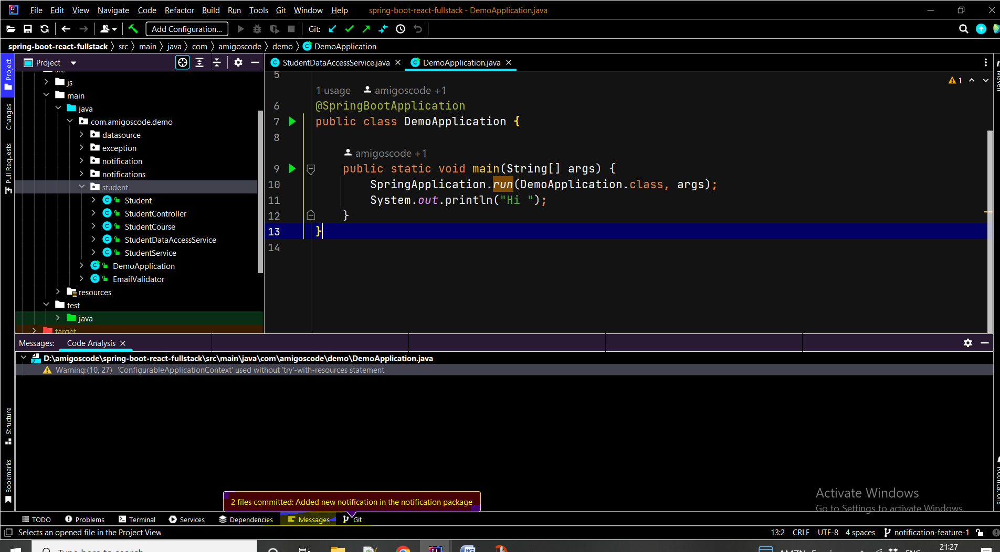 File Edit View Navigate Code Refactor Build Run Tools Git Window Help spring-boot-react-fullstack - DemoApplication.java
Add Configuration... Git:
spring-boot-react-fullstack src main java com amigoscode demo DemoApplication
Project
Project
Changes
Pull Requests
js
main
java
com.amigoscode.demo
datasource
exception
notification
notifications
student
Student
StudentController
StudentCourse
StudentDataAccessService
StudentService
DemoApplication
EmailValidator
resources
test
java
target
StudentDataAccessService.java DemoApplication.java
1
5
1 usage amigoscode +1
6 @SpringBootApplication
7 public class DemoApplication {
8
amigoscode +1
9 public static void main(String[] args) {
10 SpringApplication.run(DemoApplication.class, args);
11 System.out.println("Hi ");
12 }
13 }
14
Messages: Code Analysis
D:\amigoscode\spring-boot-react-fullstack\src\main\java\com\amigoscode\demo\DemoApplication.java
Warning:(10, 27) 'ConfigurableApplicationContext' used without 'try'-with-resources statement
Structure
Bookmarks
Activate Windows
Go to Settings to activate Windows.
2 files committed: Added new notification in the notification package
TODO Problems Terminal Services Dependencies Messages Git
Selects an opened file in the Project View 13:2 CRLF UTF-8 4 spaces notification-feature-1
Type here to search
21:27